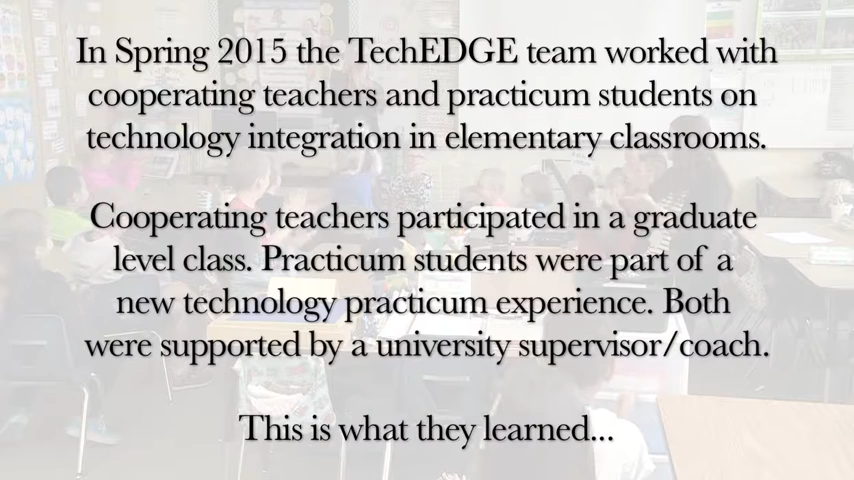 In Spring 2015 the TechEDGE team worked with
cooperating teachers and practicum students on
technology integration in elementary classrooms.
Cooperating teachers participated in a graduate
level class. Practicum students were part of a
new technology practicum experience. Both
were supported by a university supervisor/coach.
This is what they learned...